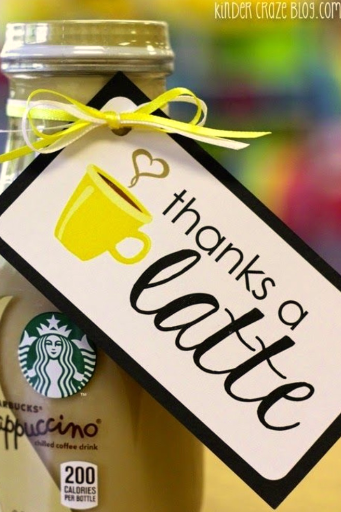 kinder craze blog.com
thanks a
latte
ARBUCKS®
appuccino®
chilled coffee drink
200
CALORIES
PER BOTTLE